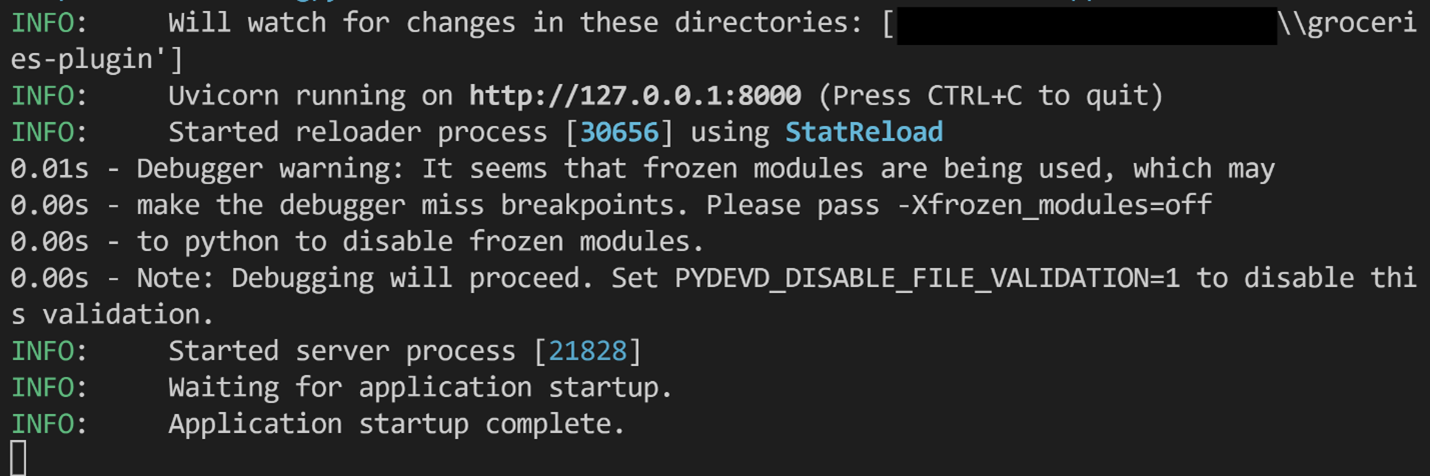 INFO:     Will watch for changes in these directories: [ \\groceri
es-plugin']
INFO:     Uvicorn running on http://127.0.0.1:8000 (Press CTRL+C to quit)
INFO:     Started reloader process [30656] using StatReload
0.01s - Debugger warning: It seems that frozen modules are being used, which may
0.00s - make the debugger miss breakpoints. Please pass -Xfrozen_modules=off
0.00s - to python to disable frozen modules.
0.00s - Note: Debugging will proceed. Set PYDEVD_DISABLE_FILE_VALIDATION=1 to disable thi
s validation.
INFO:     Started server process [21828]
INFO:     Waiting for application startup.
INFO:     Application startup complete.